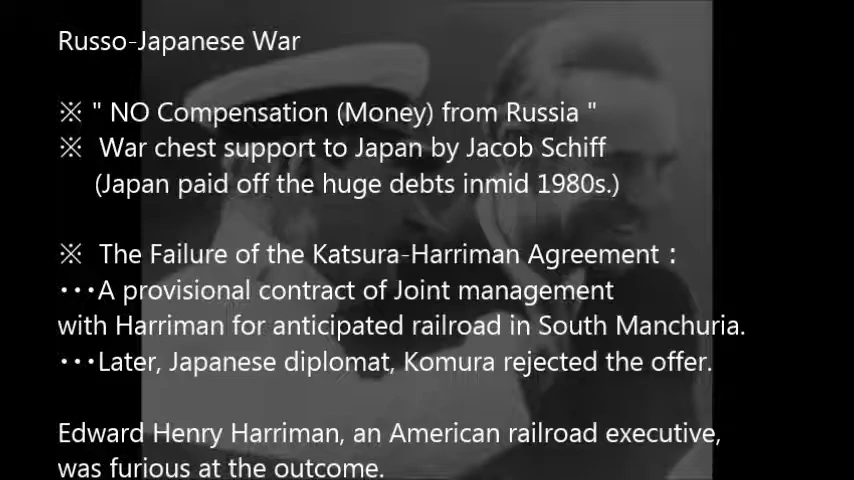 Russo-Japanese War
※ " NO Compensation (Money) from Russia "
※ War chest support to Japan by Jacob Schiff
(Japan paid off the huge debts inmid 1980s.)
※ The Failure of the Katsura-Harriman Agreement：
･･･A provisional contract of Joint management
with Harriman for anticipated railroad in South Manchuria.
･･･Later, Japanese diplomat, Komura rejected the offer.
Edward Henry Harriman, an American railroad executive,
was furious at the outcome.